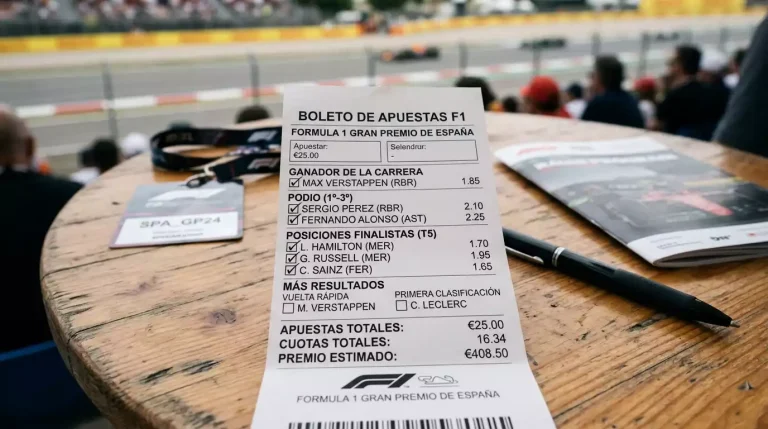 BOLETO DE APUESTAS F1
FORMULA 1 GRAN PREMIO DE ESPAÑA
Apuestar: Selendrur:
€25.00 -
GANADOR DE LA CARRERA
MAX VERSTAPPEN (RBR) 1.85
PODIO (1º-3º)
SERGIO PEREZ (RBR) 2.10
FERNANDO ALONSO (AST) 2.25
POSICIONES FINALISTAS (T5)
L. HAMILTON (MER) 1.70
G. RUSSELL (MER) 1.95
C. SAINZ (FER) 1.65
MÁS RESULTADOS
VUELTA RÁPIDA PRIMERA CLASIFICACIÓN
M. VERSTAPPEN C. LECLERC
APUESTAS TOTALES: €25.00
CUOTAS TOTALES: 16.34
PREMIO ESTIMADO: €408.50
F1
FORMULA 1 GRAN PREMIO DE ESPAÑA
SPA_GP24